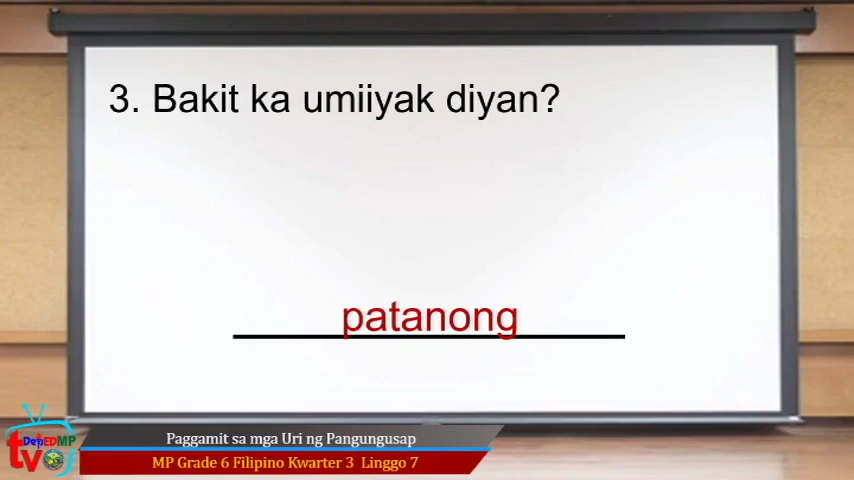 3. Bakit ka umiiyak diyan?
patanong
DepEDMP
tv
Paggamit sa mga Uri ng Pangungusap
MP Grade 6 Filipino Kwarter 3 Linggo 7